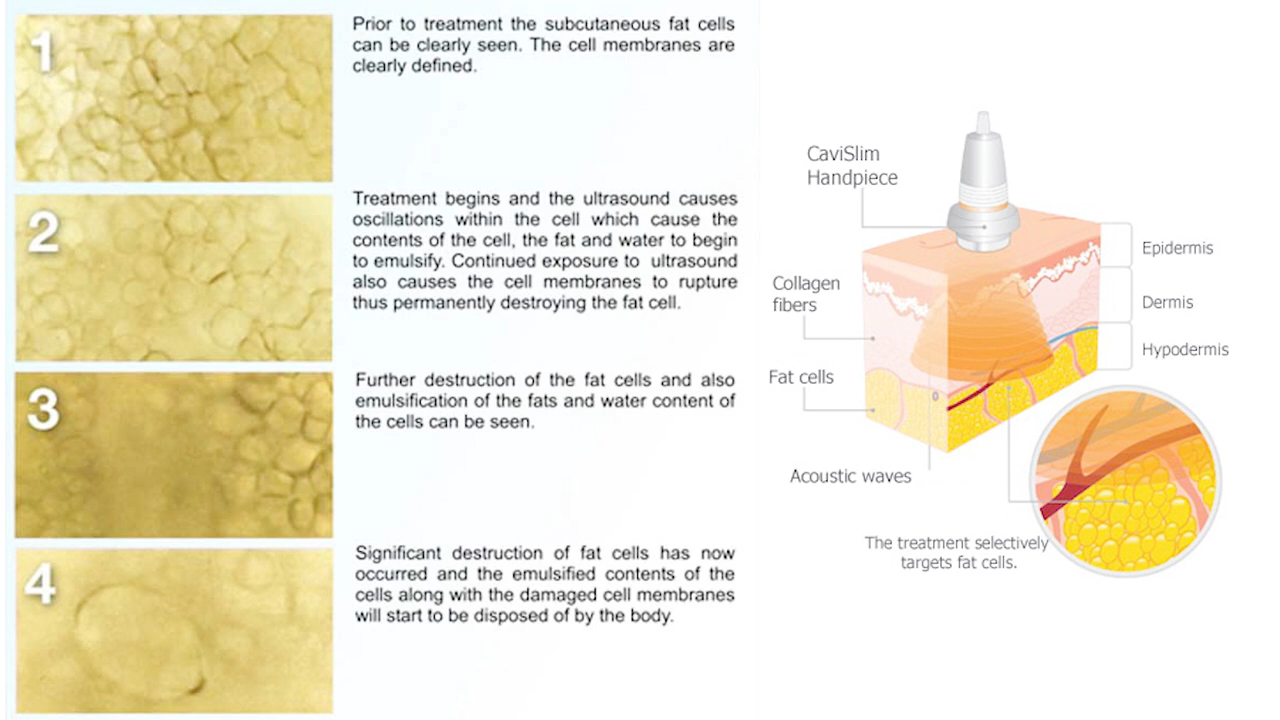 1
Prior to treatment the subcutaneous fat cells
can be clearly seen. The cell membranes are
clearly defined.
2
Treatment begins and the ultrasound causes
oscillations within the cell which cause the
contents of the cell, the fat and water to begin
to emulsify. Continued exposure to ultrasound
also causes the cell membranes to rupture
thus permanently destroying the fat cell.
3
Further destruction of the fat cells and also
emulsification of the fats and water content of
the cells can be seen.
4
Significant destruction of fat cells has now
occurred and the emulsified contents of the
cells along with the damaged cell membranes
will start to be disposed of by the body.
CaviSlim
Handpiece
Epidermis
Collagen
fibers
Dermis
Hypodermis
Fat cells
Acoustic waves
The treatment selectively
targets fat cells.